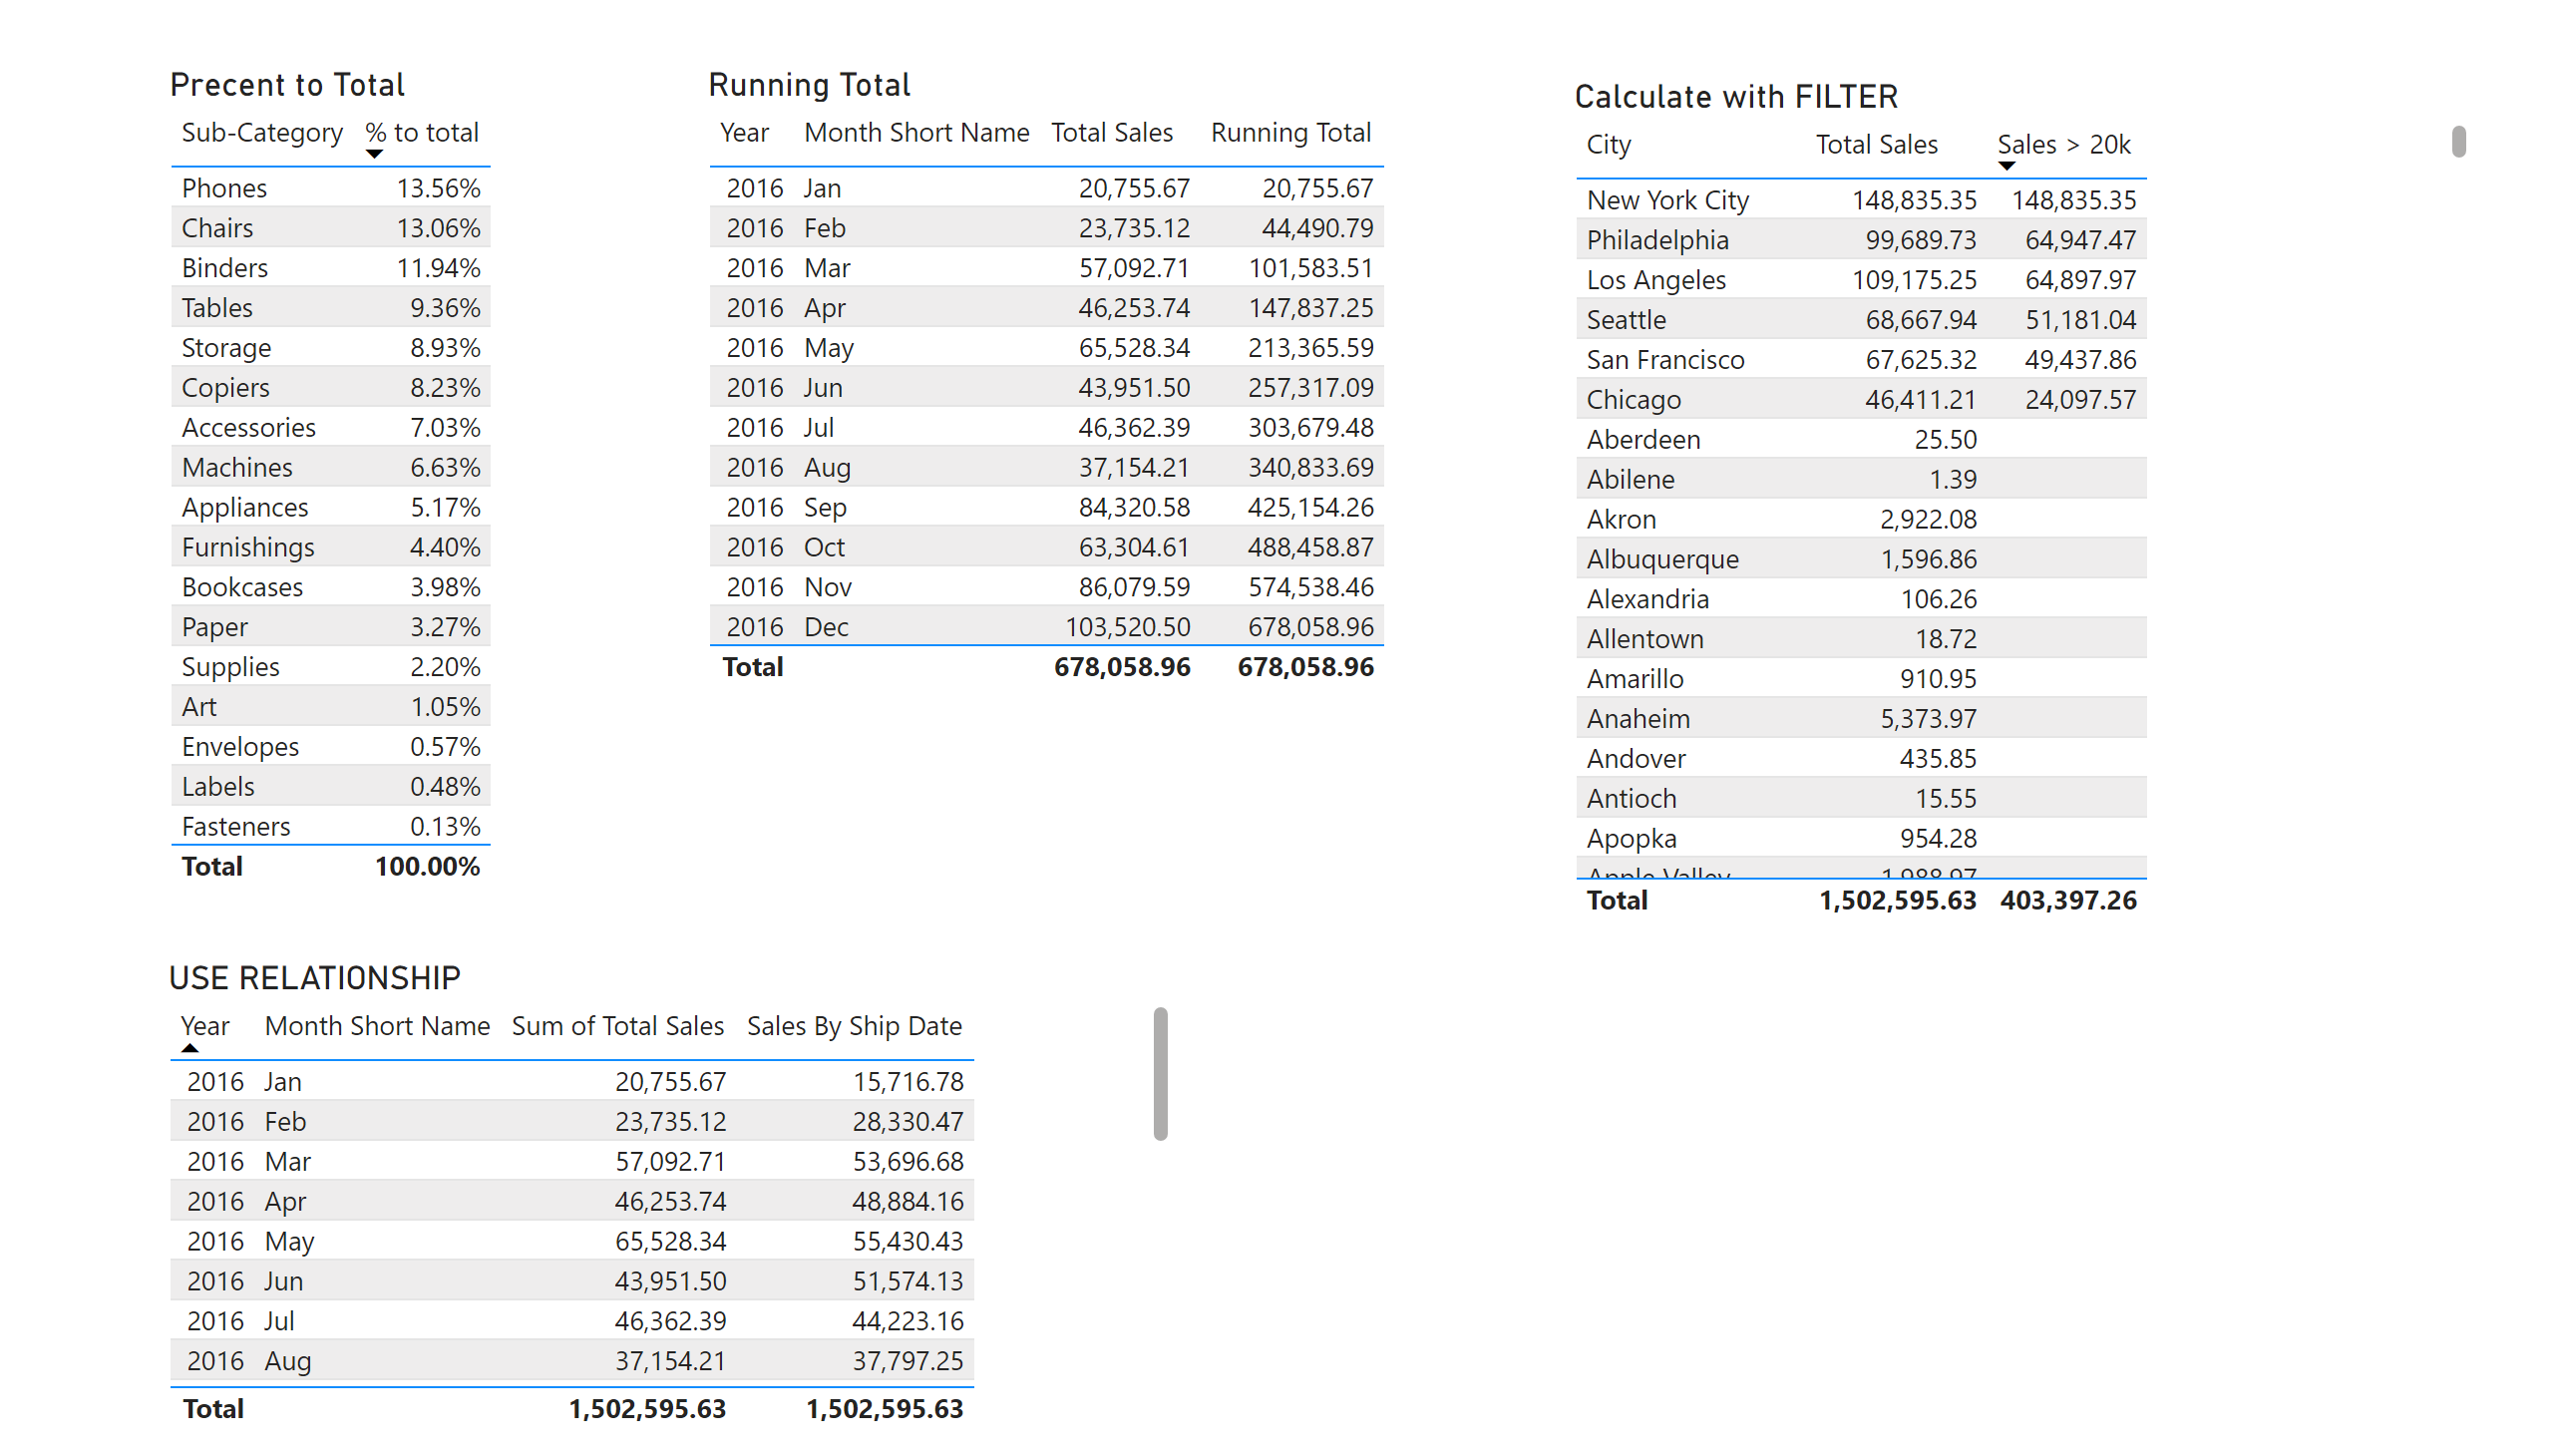 Precent to Total
Sub-Category % to total
Phones 13.56%
Chairs 13.06%
Binders 11.94%
Tables 9.36%
Storage 8.93%
Copiers 8.23%
Accessories 7.03%
Machines 6.63%
Appliances 5.17%
Furnishings 4.40%
Bookcases 3.98%
Paper 3.27%
Supplies 2.20%
Art 1.05%
Envelopes 0.57%
Labels 0.48%
Fasteners 0.13%
Total 100.00%
Running Total
Year Month Short Name Total Sales Running Total
2016 Jan 20,755.67 20,755.67
2016 Feb 23,735.12 44,490.79
2016 Mar 57,092.71 101,583.51
2016 Apr 46,253.74 147,837.25
2016 May 65,528.34 213,365.59
2016 Jun 43,951.50 257,317.09
2016 Jul 46,362.39 303,679.48
2016 Aug 37,154.21 340,833.69
2016 Sep 84,320.58 425,154.26
2016 Oct 63,304.61 488,458.87
2016 Nov 86,079.59 574,538.46
2016 Dec 103,520.50 678,058.96
Total 678,058.96 678,058.96
Calculate with FILTER
City Total Sales Sales > 20k
New York City 148,835.35 148,835.35
Philadelphia 99,689.73 64,947.47
Los Angeles 109,175.25 64,897.97
Seattle 68,667.94 51,181.04
San Francisco 67,625.32 49,437.86
Chicago 46,411.21 24,097.57
Aberdeen 25.50
Abilene 1.39
Akron 2,922.08
Albuquerque 1,596.86
Alexandria 106.26
Allentown 18.72
Amarillo 910.95
Anaheim 5,373.97
Andover 435.85
Antioch 15.55
Apopka 954.28
Apple Valley 1,988.97
Total 1,502,595.63 403,397.26
USE RELATIONSHIP
Year Month Short Name Sum of Total Sales Sales By Ship Date
2016 Jan 20,755.67 15,716.78
2016 Feb 23,735.12 28,330.47
2016 Mar 57,092.71 53,696.68
2016 Apr 46,253.74 48,884.16
2016 May 65,528.34 55,430.43
2016 Jun 43,951.50 51,574.13
2016 Jul 46,362.39 44,223.16
2016 Aug 37,154.21 37,797.25
Total 1,502,595.63 1,502,595.63